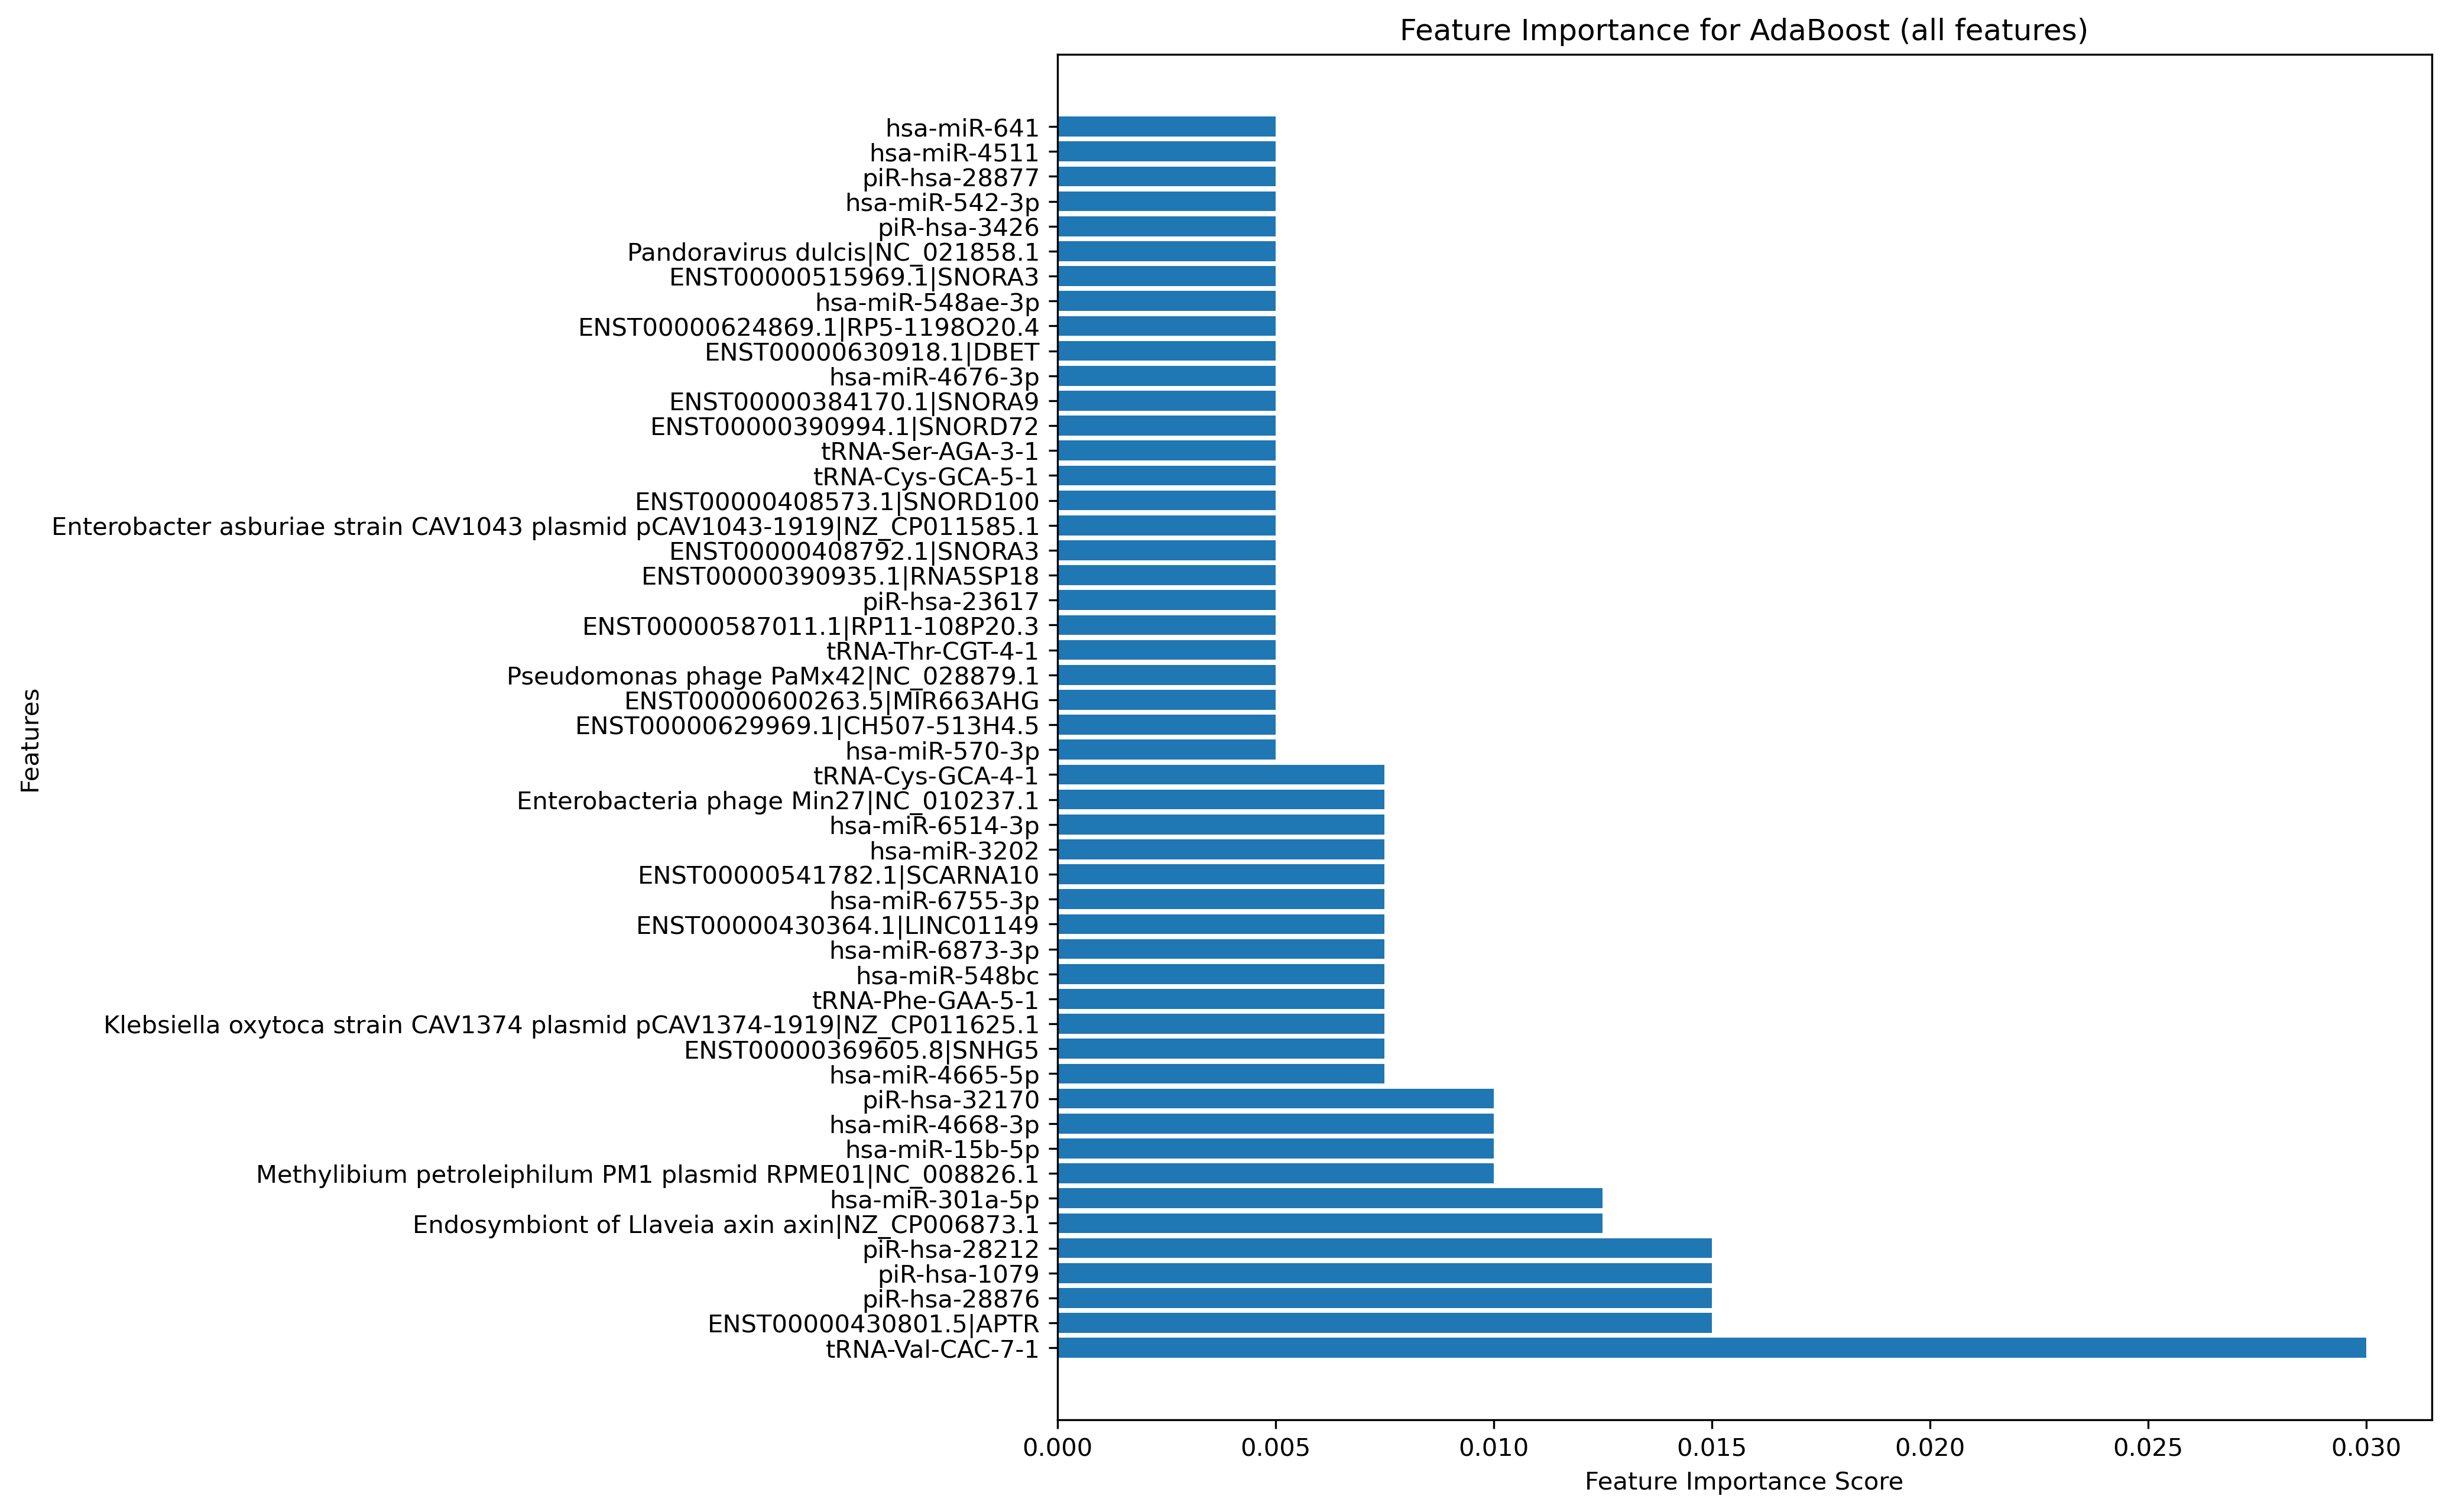 Feature Importance for AdaBoost (all features)
hsa-miR-641
hsa-miR-4511
piR-hsa-28877
hsa-miR-542-3p
piR-hsa-3426
Pandoravirus dulcis|NC_021858.1
ENST00000515969.1|SNORA3
hsa-miR-548ae-3p
ENST00000624869.1|RP5-1198O20.4
ENST00000630918.1|DBET
hsa-miR-4676-3p
ENST00000384170.1|SNORA9
ENST00000390994.1|SNORD72
tRNA-Ser-AGA-3-1
tRNA-Cys-GCA-5-1
ENST00000408573.1|SNORD100
Enterobacter asburiae strain CAV1043 plasmid pCAV1043-1919|NZ_CP011585.1
ENST00000408792.1|SNORA3
ENST00000390935.1|RNA5SP18
piR-hsa-23617
ENST00000587011.1|RP11-108P20.3
tRNA-Thr-CGT-4-1
Pseudomonas phage PaMx42|NC_028879.1
ENST00000600263.5|MIR663AHG
ENST00000629969.1|CH507-513H4.5
hsa-miR-570-3p
tRNA-Cys-GCA-4-1
Enterobacteria phage Min27|NC_010237.1
hsa-miR-6514-3p
hsa-miR-3202
ENST00000541782.1|SCARNA10
hsa-miR-6755-3p
ENST00000430364.1|LINC01149
hsa-miR-6873-3p
hsa-miR-548bc
tRNA-Phe-GAA-5-1
Klebsiella oxytoca strain CAV1374 plasmid pCAV1374-1919|NZ_CP011625.1
ENST00000369605.8|SNHG5
hsa-miR-4665-5p
piR-hsa-32170
hsa-miR-4668-3p
hsa-miR-15b-5p
Methylibium petroleiphilum PM1 plasmid RPME01|NC_008826.1
hsa-miR-301a-5p
Endosymbiont of Llaveia axin axin|NZ_CP006873.1
piR-hsa-28212
piR-hsa-1079
piR-hsa-28876
ENST00000430801.5|APTR
tRNA-Val-CAC-7-1
Features
0.000 0.005 0.010 0.015 0.020 0.025 0.030
Feature Importance Score